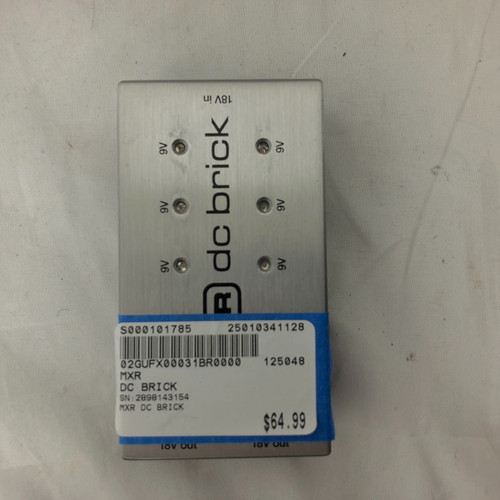 18V in
9V 9V
dc brick
9V 9V
9V 9V
R
S000101785 25010341128
02GUFX00031BR0000 125048
MXR
DC BRICK
SN:2898143154
MXR DC BRICK
$64.99
18V out 18V out